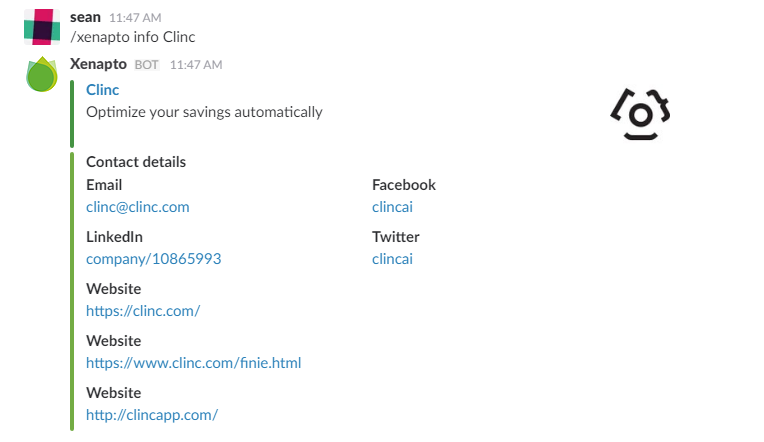 sean 11:47 AM
/xenapto info Clinc
Xenapto BOT 11:47 AM
Clinc
Optimize your savings automatically
Contact details
Email Facebook
clinc@clinc.com clincai
LinkedIn Twitter
company/10865993 clincai
Website
https://clinc.com/
Website
https://www.clinc.com/finie.html
Website
http://clincapp.com/